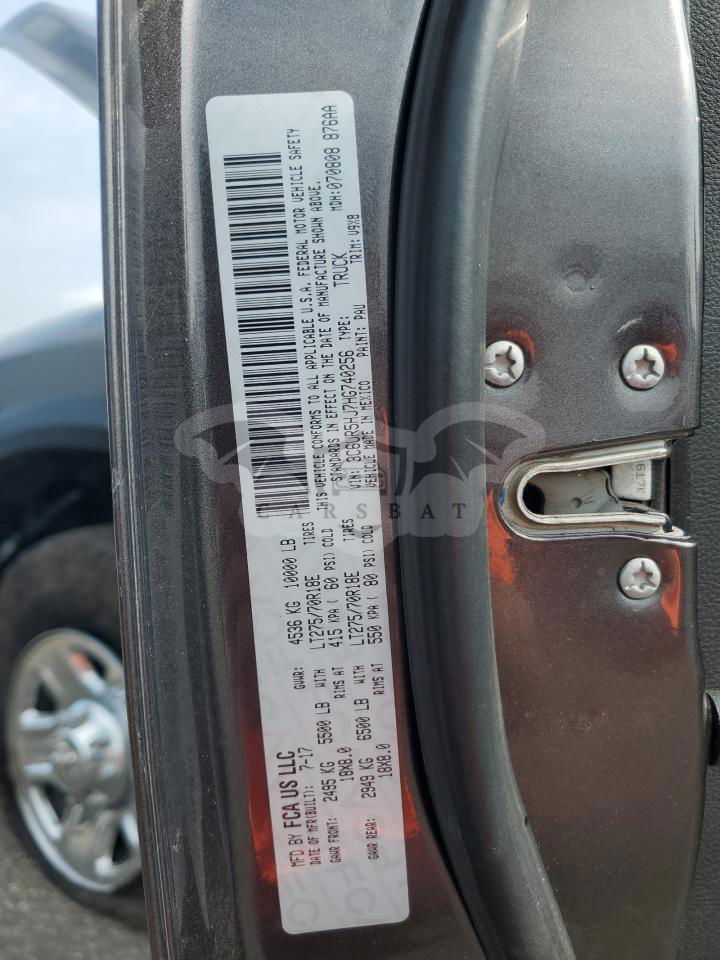 MFD BY FCA US LLC
DATE OF MFR(BUILT): 7-17
GVWR: 4536 KG 10000 LB
GAWR FRONT: 2495 KG 5500 LB WITH LT275/70R18E TIRES
18X8.0 RIMS AT 415 KPA ( 60 PSI) COLD
GAWR REAR: 2949 KG 6500 LB WITH LT275/70R18E TIRES
18X8.0 RIMS AT 550 KPA ( 80 PSI) COLD
THIS VEHICLE CONFORMS TO ALL APPLICABLE U.S.A. FEDERAL MOTOR VEHICLE SAFETY
STANDARDS IN EFFECT ON THE DATE OF MANUFACTURE SHOWN ABOVE.
VIN: 3C6UR5HJ7HG740256 TYPE: TRUCK MDH:070808 876AA
VEHICLE MADE IN MEXICO PAINT: PAU TRIM: V9X8
CARSBAT